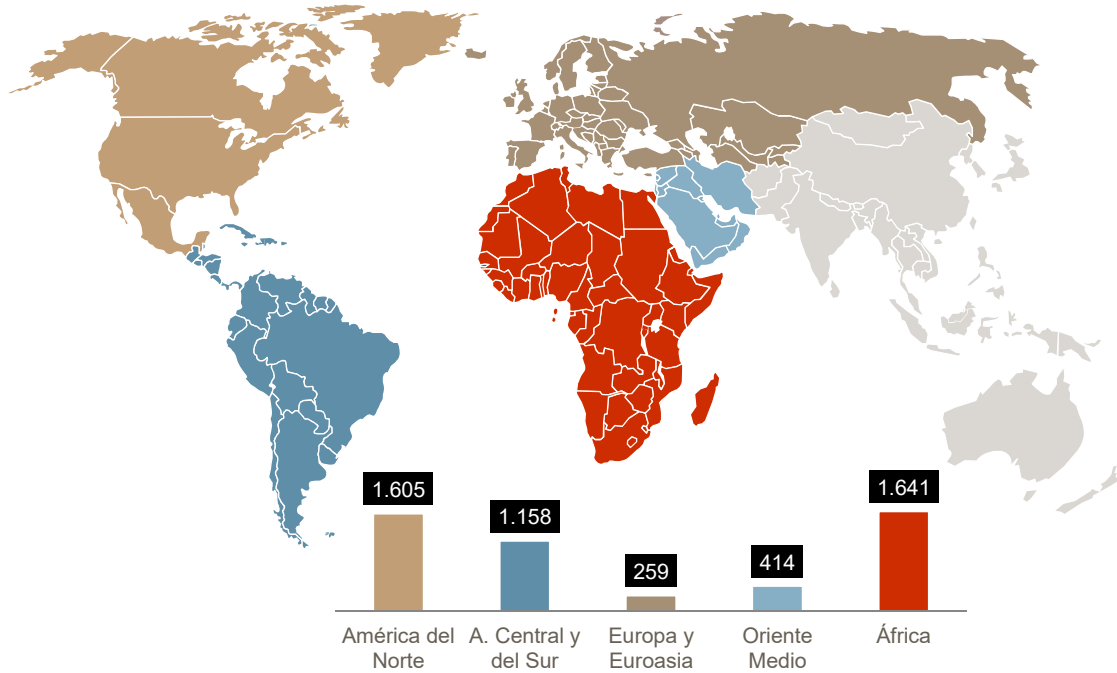 1.605
1.158
259
414
1.641
América del
Norte
A. Central y
del Sur
Europa y
Euroasia
Oriente
Medio
África